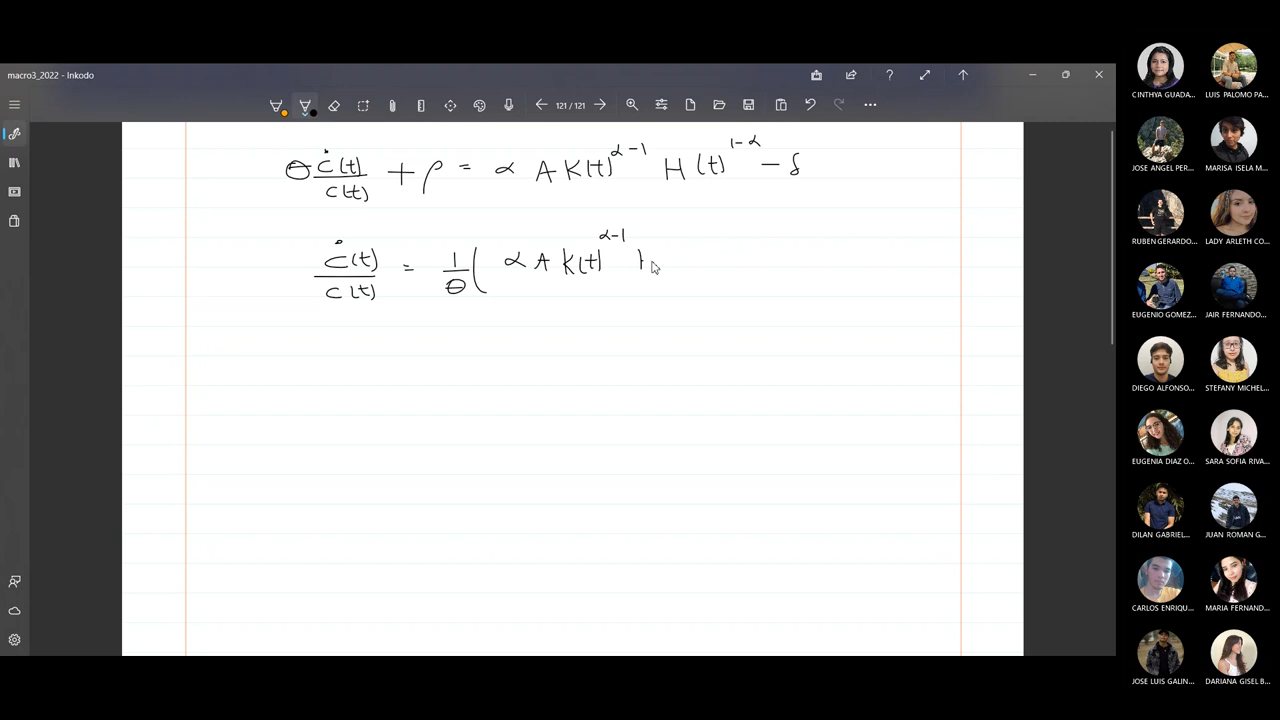 macro3_2022 - Inkodo
121 / 121
θ ċ(t)/c(t) + ρ = α A K(t)^α-1 H(t)^1-α - δ
ċ(t)/c(t) = 1/θ ( α A K(t)^α-1
CINTHYA GUADA...
LUIS PALOMO PA...
JOSE ANGEL PER...
MARISA ISELA M...
RUBEN GERARDO...
LADY ARLETH CO...
EUGENIO GOMEZ...
JAIR FERNANDO...
DIEGO ALFONSO...
STEFANY MICHEL...
EUGENIA DIAZ O...
SARA SOFIA RIVA...
DILAN GABRIEL...
JUAN ROMAN G...
CARLOS ENRIQU...
MARIA FERNAND...
JOSE LUIS GALIN...
DARIANA GISEL B...